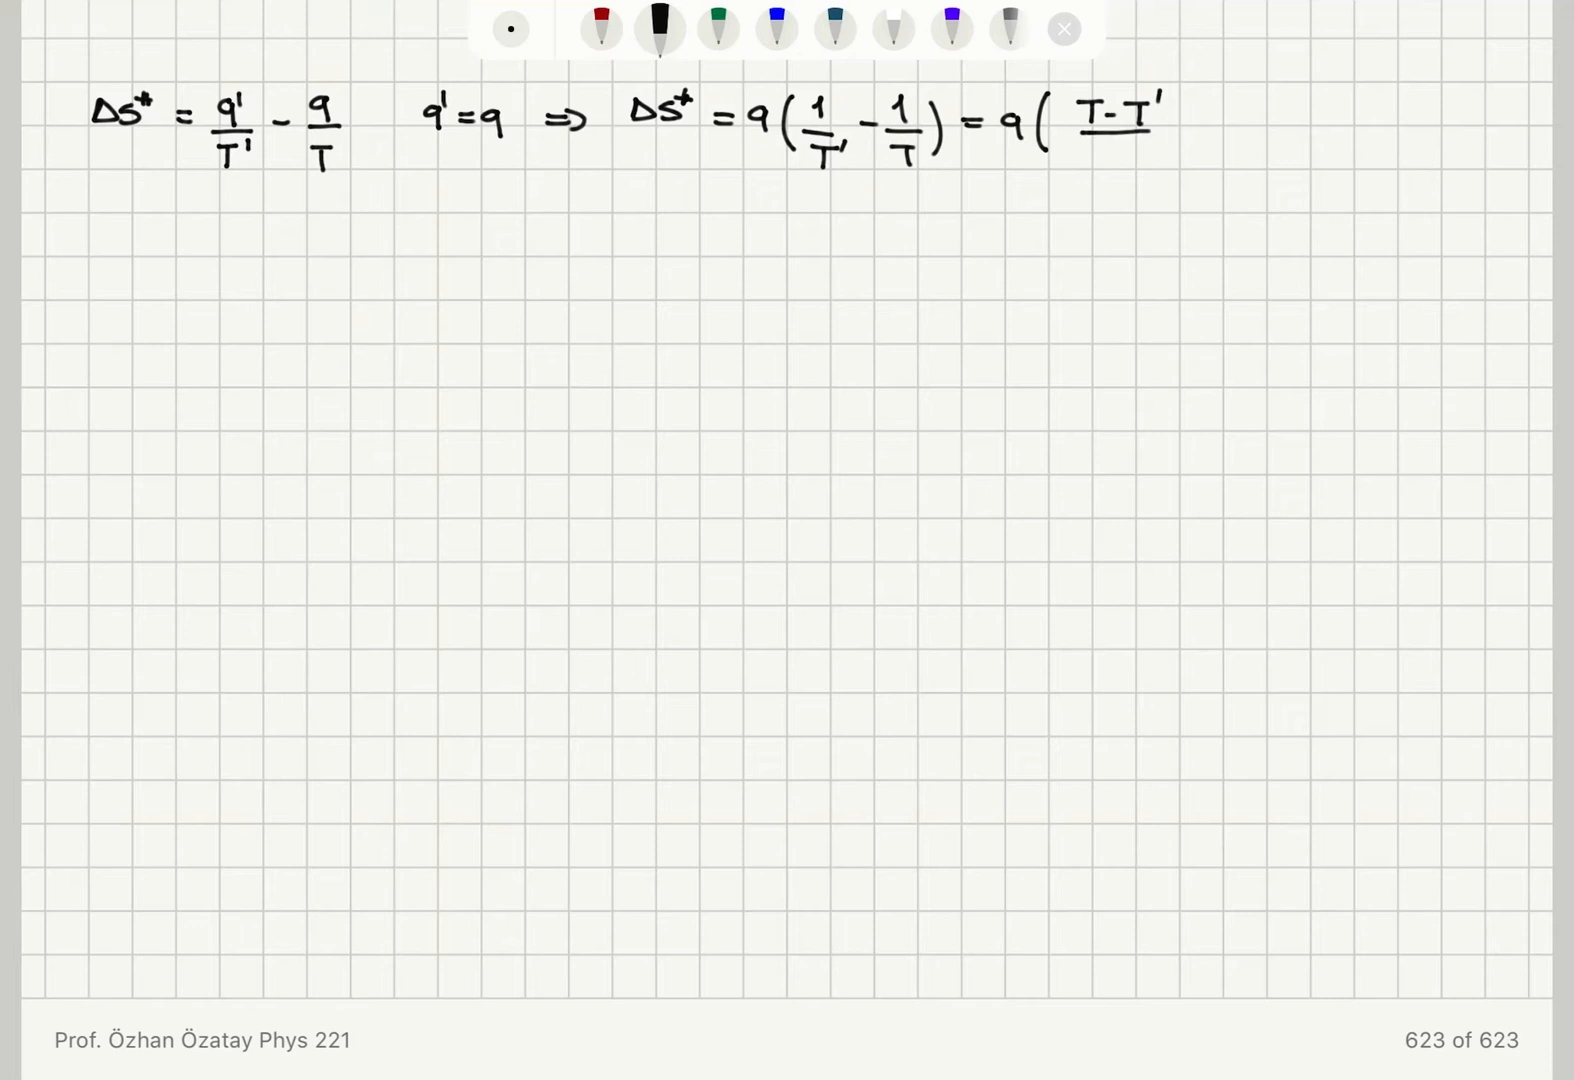 ΔS* = q'/T' - q/T   q' = q ⇒ ΔS* = q(1/T' - 1/T) = q( T-T'
Prof. Özhan Özatay Phys 221
623 of 623